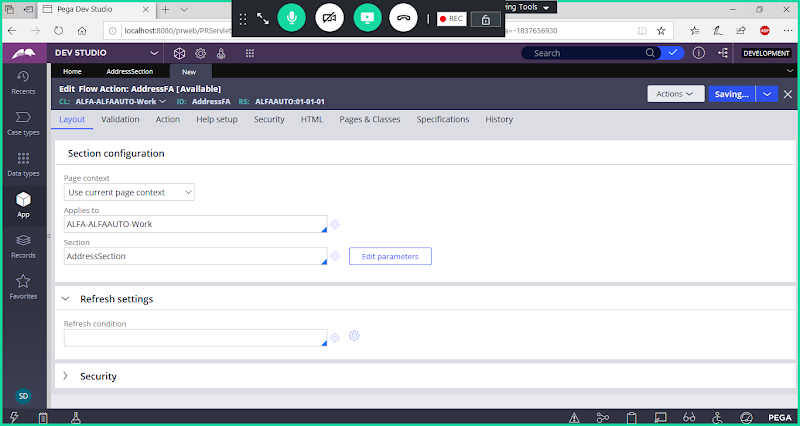 Pega Dev Studio
ving Tools
localhost:8080/prweb/PRServlet
a=-1837656930
REC
DEV STUDIO
Search
DEVELOPMENT
Home
AddressSection
New
Edit Flow Action: AddressFA [Available]
CL: ALFA-ALFAAUTO-Work
ID: AddressFA
RS: ALFAAUTO:01-01-01
Actions
Saving...
Layout
Validation
Action
Help setup
Security
HTML
Pages & Classes
Specifications
History
Recents
Case types
Data types
App
Records
Favorites
SD
Section configuration
Page context
Use current page context
Applies to
ALFA-ALFAAUTO-Work
Section
AddressSection
Edit parameters
Refresh settings
Refresh condition
Security
PEGA